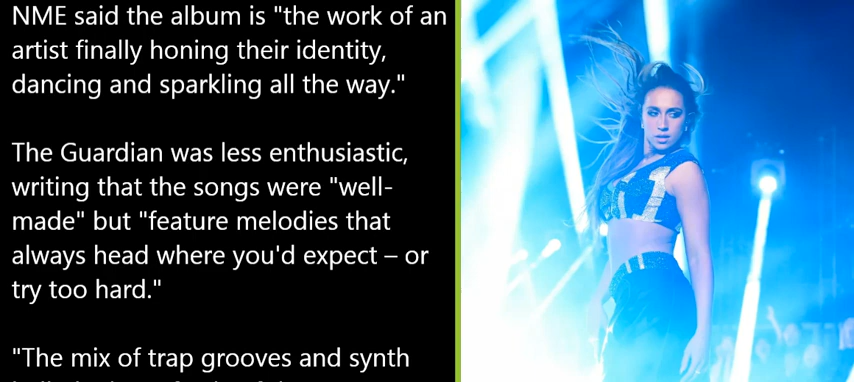 NME said the album is "the work of an
artist finally honing their identity,
dancing and sparkling all the way."
The Guardian was less enthusiastic,
writing that the songs were "well-
made" but "feature melodies that
always head where you'd expect – or
try too hard."
"The mix of trap grooves and synth